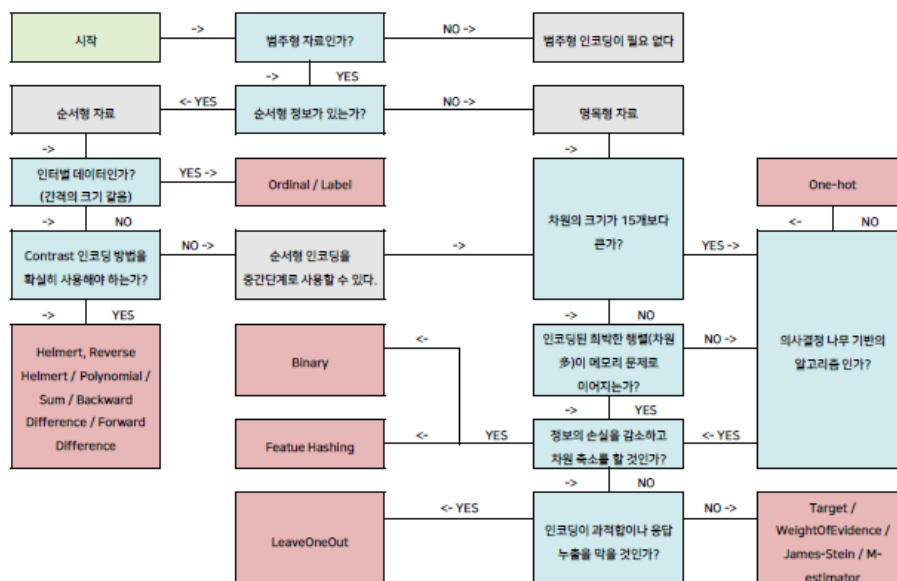 시작
->
범주형 자료인가?
NO ->
범주형 인코딩이 필요 없다
->
YES
순서형 자료
<- YES
순서형 정보가 있는가?
NO ->
명목형 자료
->
->
인터벌 데이터인가?
(간격의 크기 같음)
YES ->
Ordinal / Label
차원의 크기가 15개보다
큰가?
One-hot
->
NO
<-
NO
Contrast 인코딩 방법을
확실히 사용해야 하는가?
NO ->
순서형 인코딩을
중간단계로 사용할 수 있다.
->
YES ->
의사결정 나무 기반의
알고리즘 인가?
->
YES
->
NO
Helmert, Reverse
Helmert / Polynomial /
Sum / Backward
Difference / Forward
Difference
Binary
<-
인코딩된 희박한 행렬(차원
多)이 메모리 문제로
이어지는가?
NO ->
->
YES
Featue Hashing
<-
YES
정보의 손실을 감소하고
차원 축소를 할 것인가?
<- YES
->
NO
LeaveOneOut
<- YES
인코딩이 과적합이나 응답
누출을 막을 것인가?
NO ->
Target /
WeightOfEvidence /
James-Stein / M-
estimator